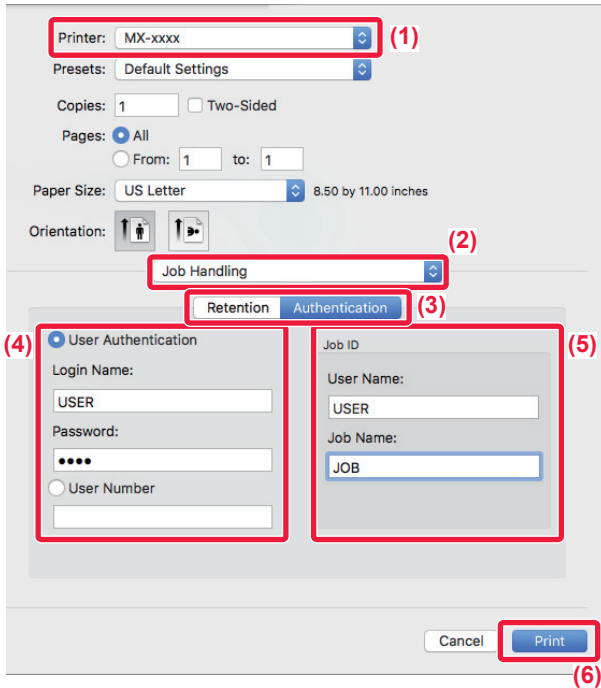 Printer: MX-xxxx (1)
Presets: Default Settings
Copies: 1 Two-Sided
Pages: All
From: 1 to: 1
Paper Size: US Letter 8.50 by 11.00 inches
Orientation:
(2)
Job Handling
Retention Authentication (3)
(4)
User Authentication
Login Name:
USER
Password:
••••
User Number
(5)
Job ID
User Name:
USER
Job Name:
JOB
Cancel Print
(6)